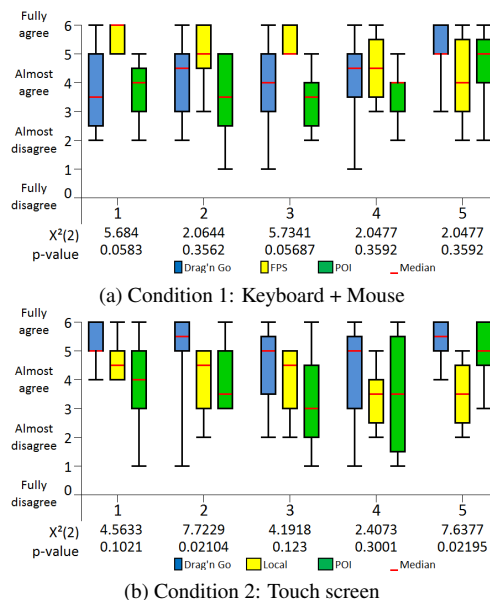 Fully agree
6
5
Almost agree
4
3
Almost disagree
2
1
Fully disagree
0
1 2 3 4 5
X²(2) 5.684 2.0644 5.7341 2.0477 2.0477
p-value 0.0583 0.3562 0.05687 0.3592 0.3592
Drag'n Go FPS POI Median
(a) Condition 1: Keyboard + Mouse
Fully agree
6
5
Almost agree
4
3
Almost disagree
2
1
Fully disagree
0
1 2 3 4 5
X²(2) 4.5633 7.7229 4.1918 2.4073 7.6377
p-value 0.1021 0.02104 0.123 0.3001 0.02195
Drag'n Go Local POI Median
(b) Condition 2: Touch screen